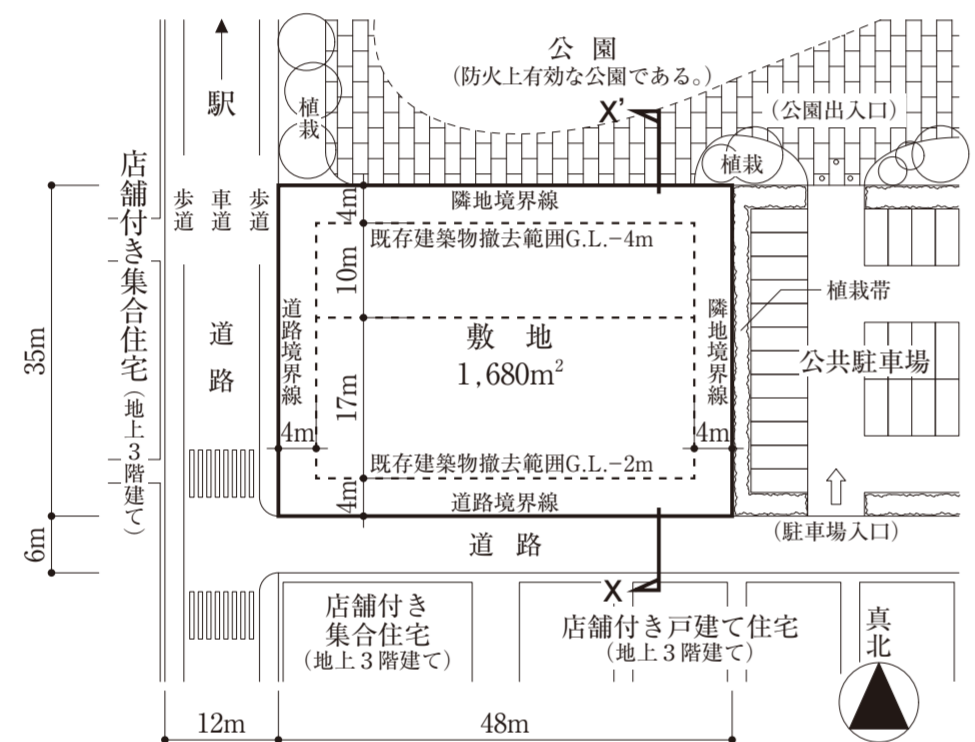 公園
(防火上有効な公園である。)
駅
植栽
X'
(公園出入口)
植栽
店舗付き集合住宅(地上3階建て)
歩道
車道
歩道
4m
隣地境界線
既存建築物撤去範囲G.L.-4m
10m
植栽帯
道路境界線
隣地境界線
敷地
1,680m²
公共駐車場
35m
道路
17m
4m
4m
既存建築物撤去範囲G.L.-2m
4m
道路境界線
(駐車場入口)
6m
道路
X
店舗付き
集合住宅
(地上3階建て)
店舗付き戸建て住宅
(地上3階建て)
真北
12m
48m